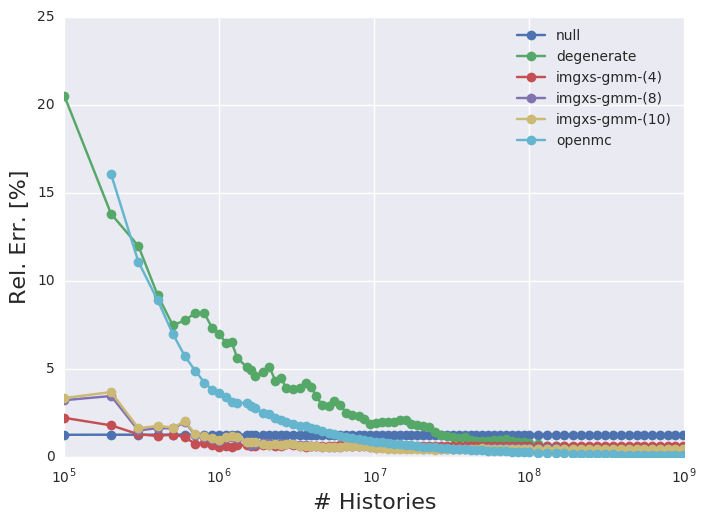 25
20
15
10
5
0
Rel. Err. [%]
null
degenerate
imgxs-gmm-(4)
imgxs-gmm-(8)
imgxs-gmm-(10)
openmc
10^5 10^6 10^7 10^8 10^9
# Histories